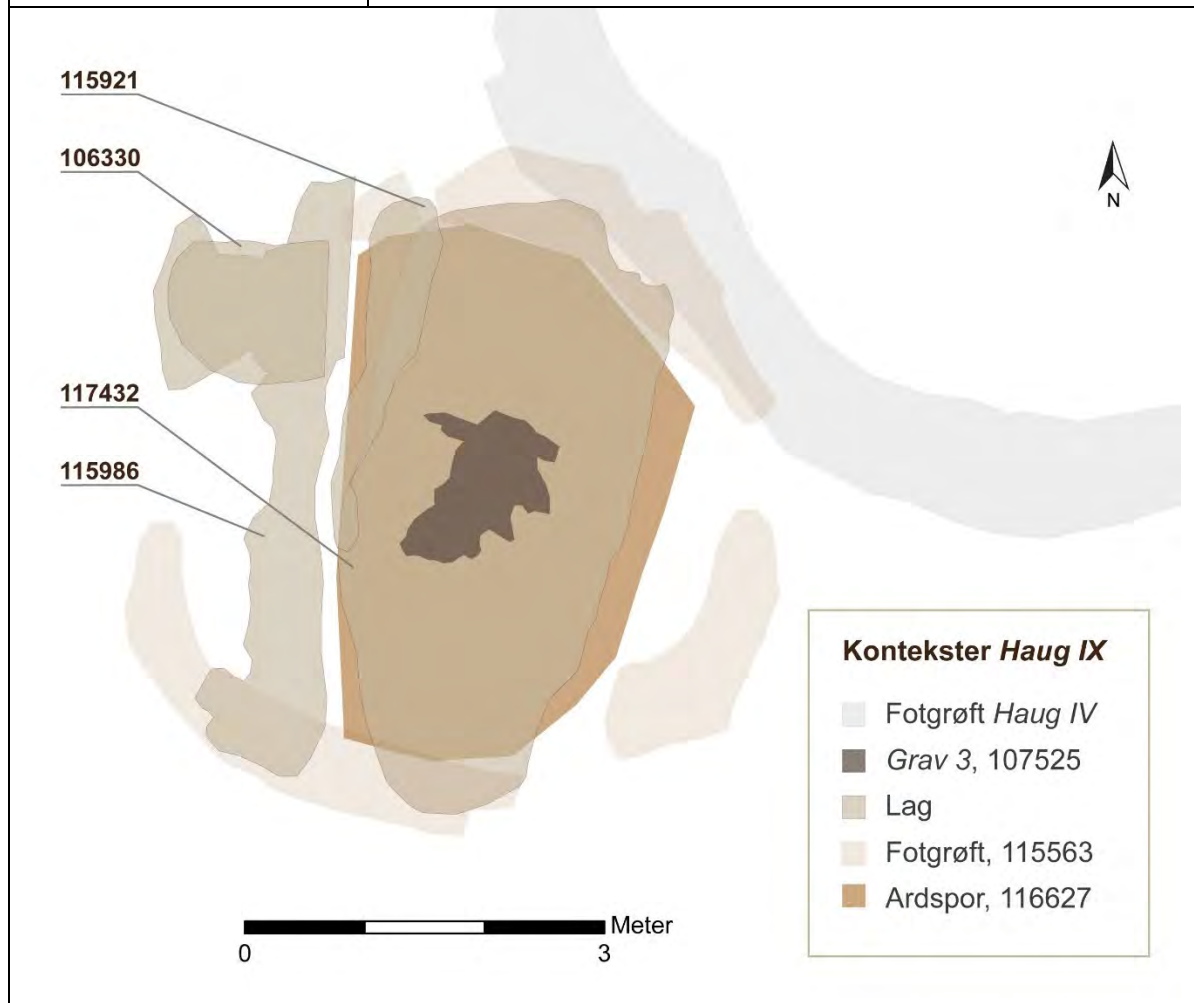 115921
106330
117432
115986
N
Kontekster Haug IX
Fotgrøft Haug IV
Grav 3, 107525
Lag
Fotgrøft, 115563
Ardspor, 116627
Meter
0 3